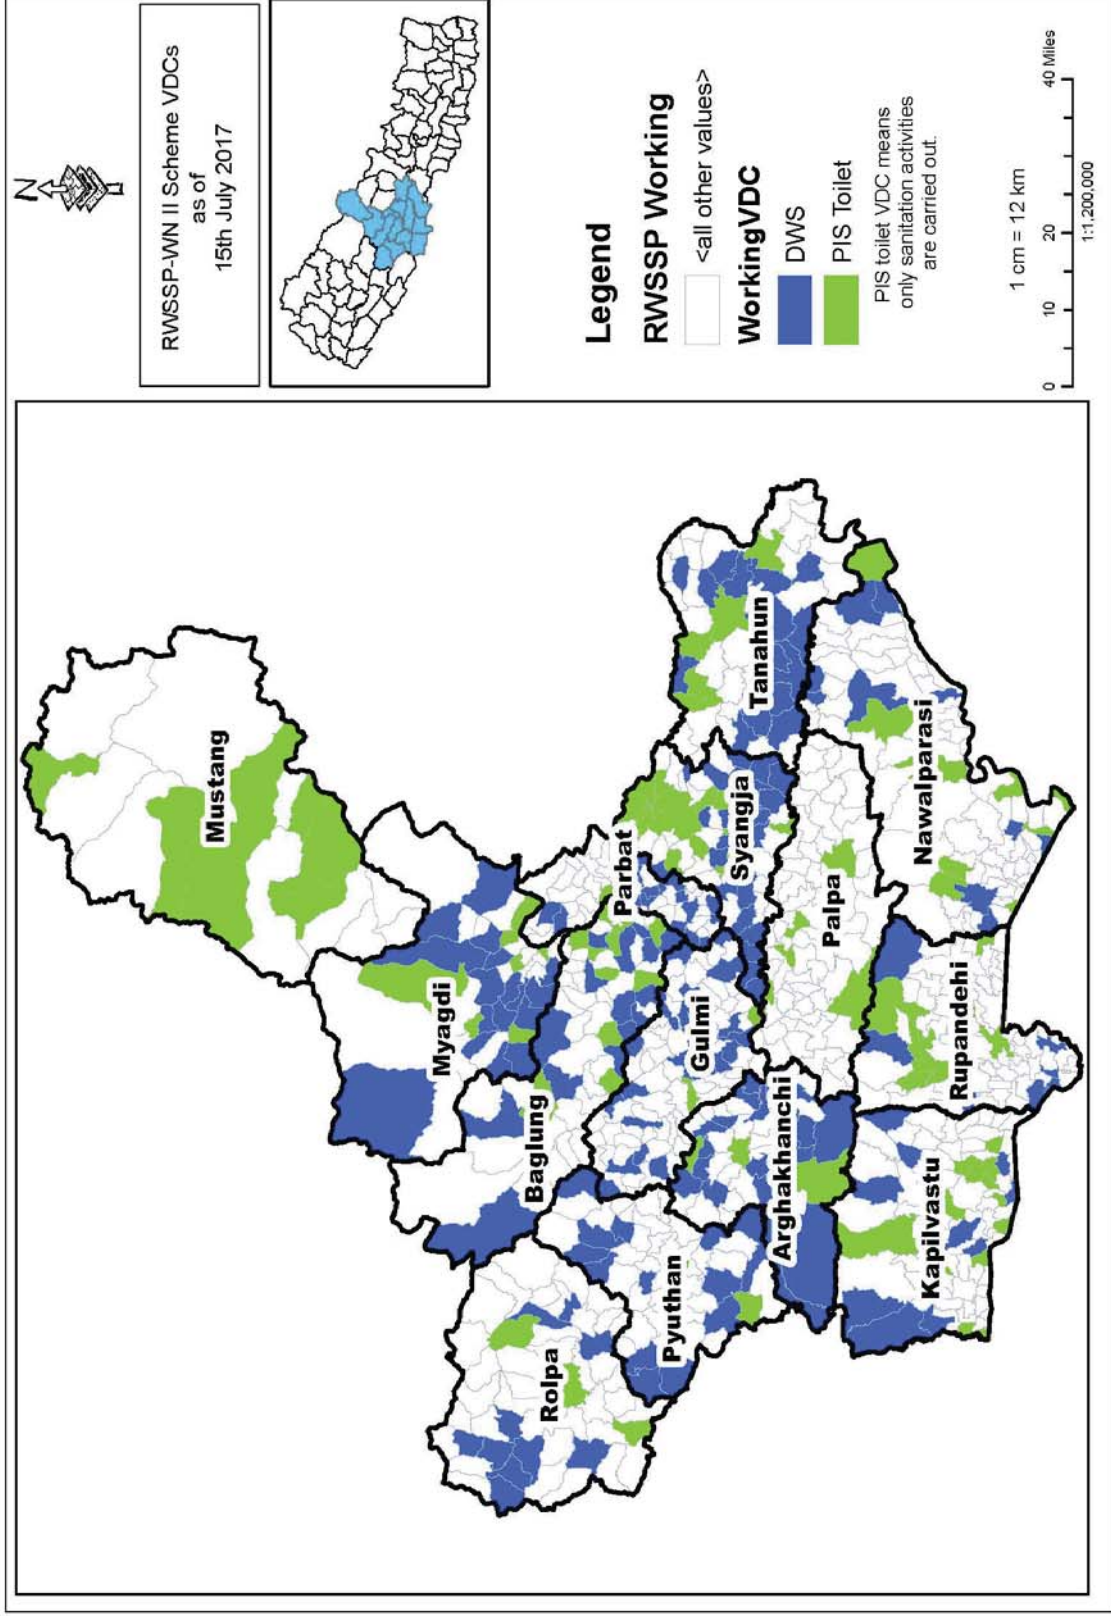 N
RWSSP-WN II Scheme VDCs
as of
15th July 2017
Legend
RWSSP Working
<all other values>
WorkingVDC
DWS
PIS Toilet
PIS toilet VDC means
only sanitation activities
are carried out.
1 cm = 12 km
0 10 20 40 Miles
1:1,200,000
Mustang
Myagdi
Baglung
Parbat
Rolpa
Pyuthan
Gulmi
Syangja
Tanahun
Arghakhanchi
Palpa
Nawalparasi
Kapilvastu
Rupandehi